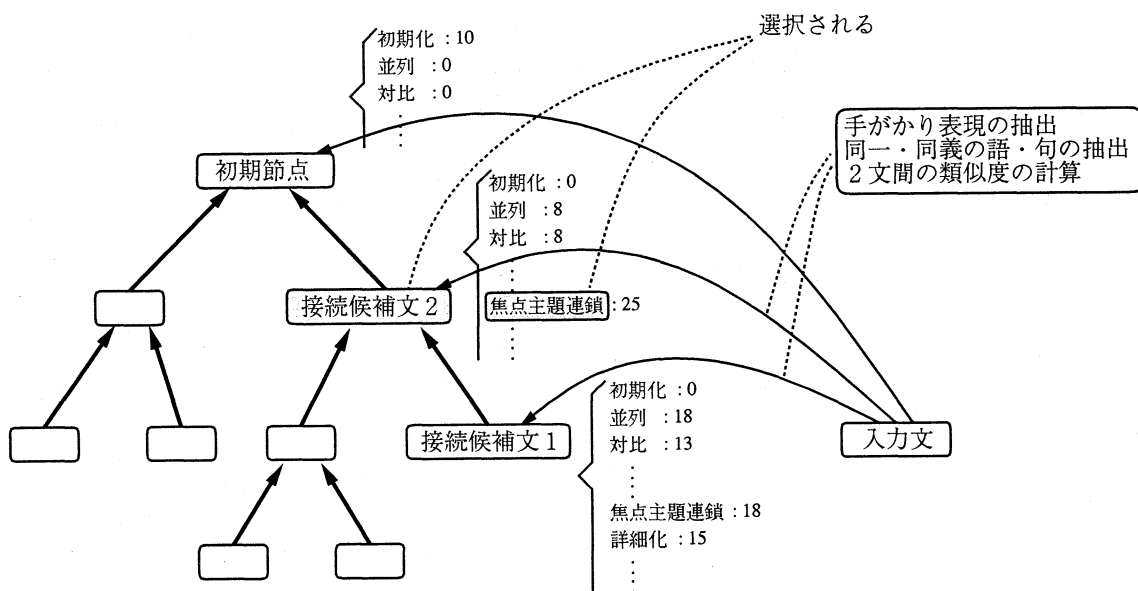 選択される
初期化 : 10
並列 : 0
対比 : 0
手がかり表現の抽出
同一・同義の語・句の抽出
2文間の類似度の計算
初期節点
初期化 : 0
並列 : 8
対比 : 8
焦点主題連鎖 : 25
接続候補文2
初期化 : 0
並列 : 18
対比 : 13
焦点主題連鎖 : 18
詳細化 : 15
接続候補文1
入力文